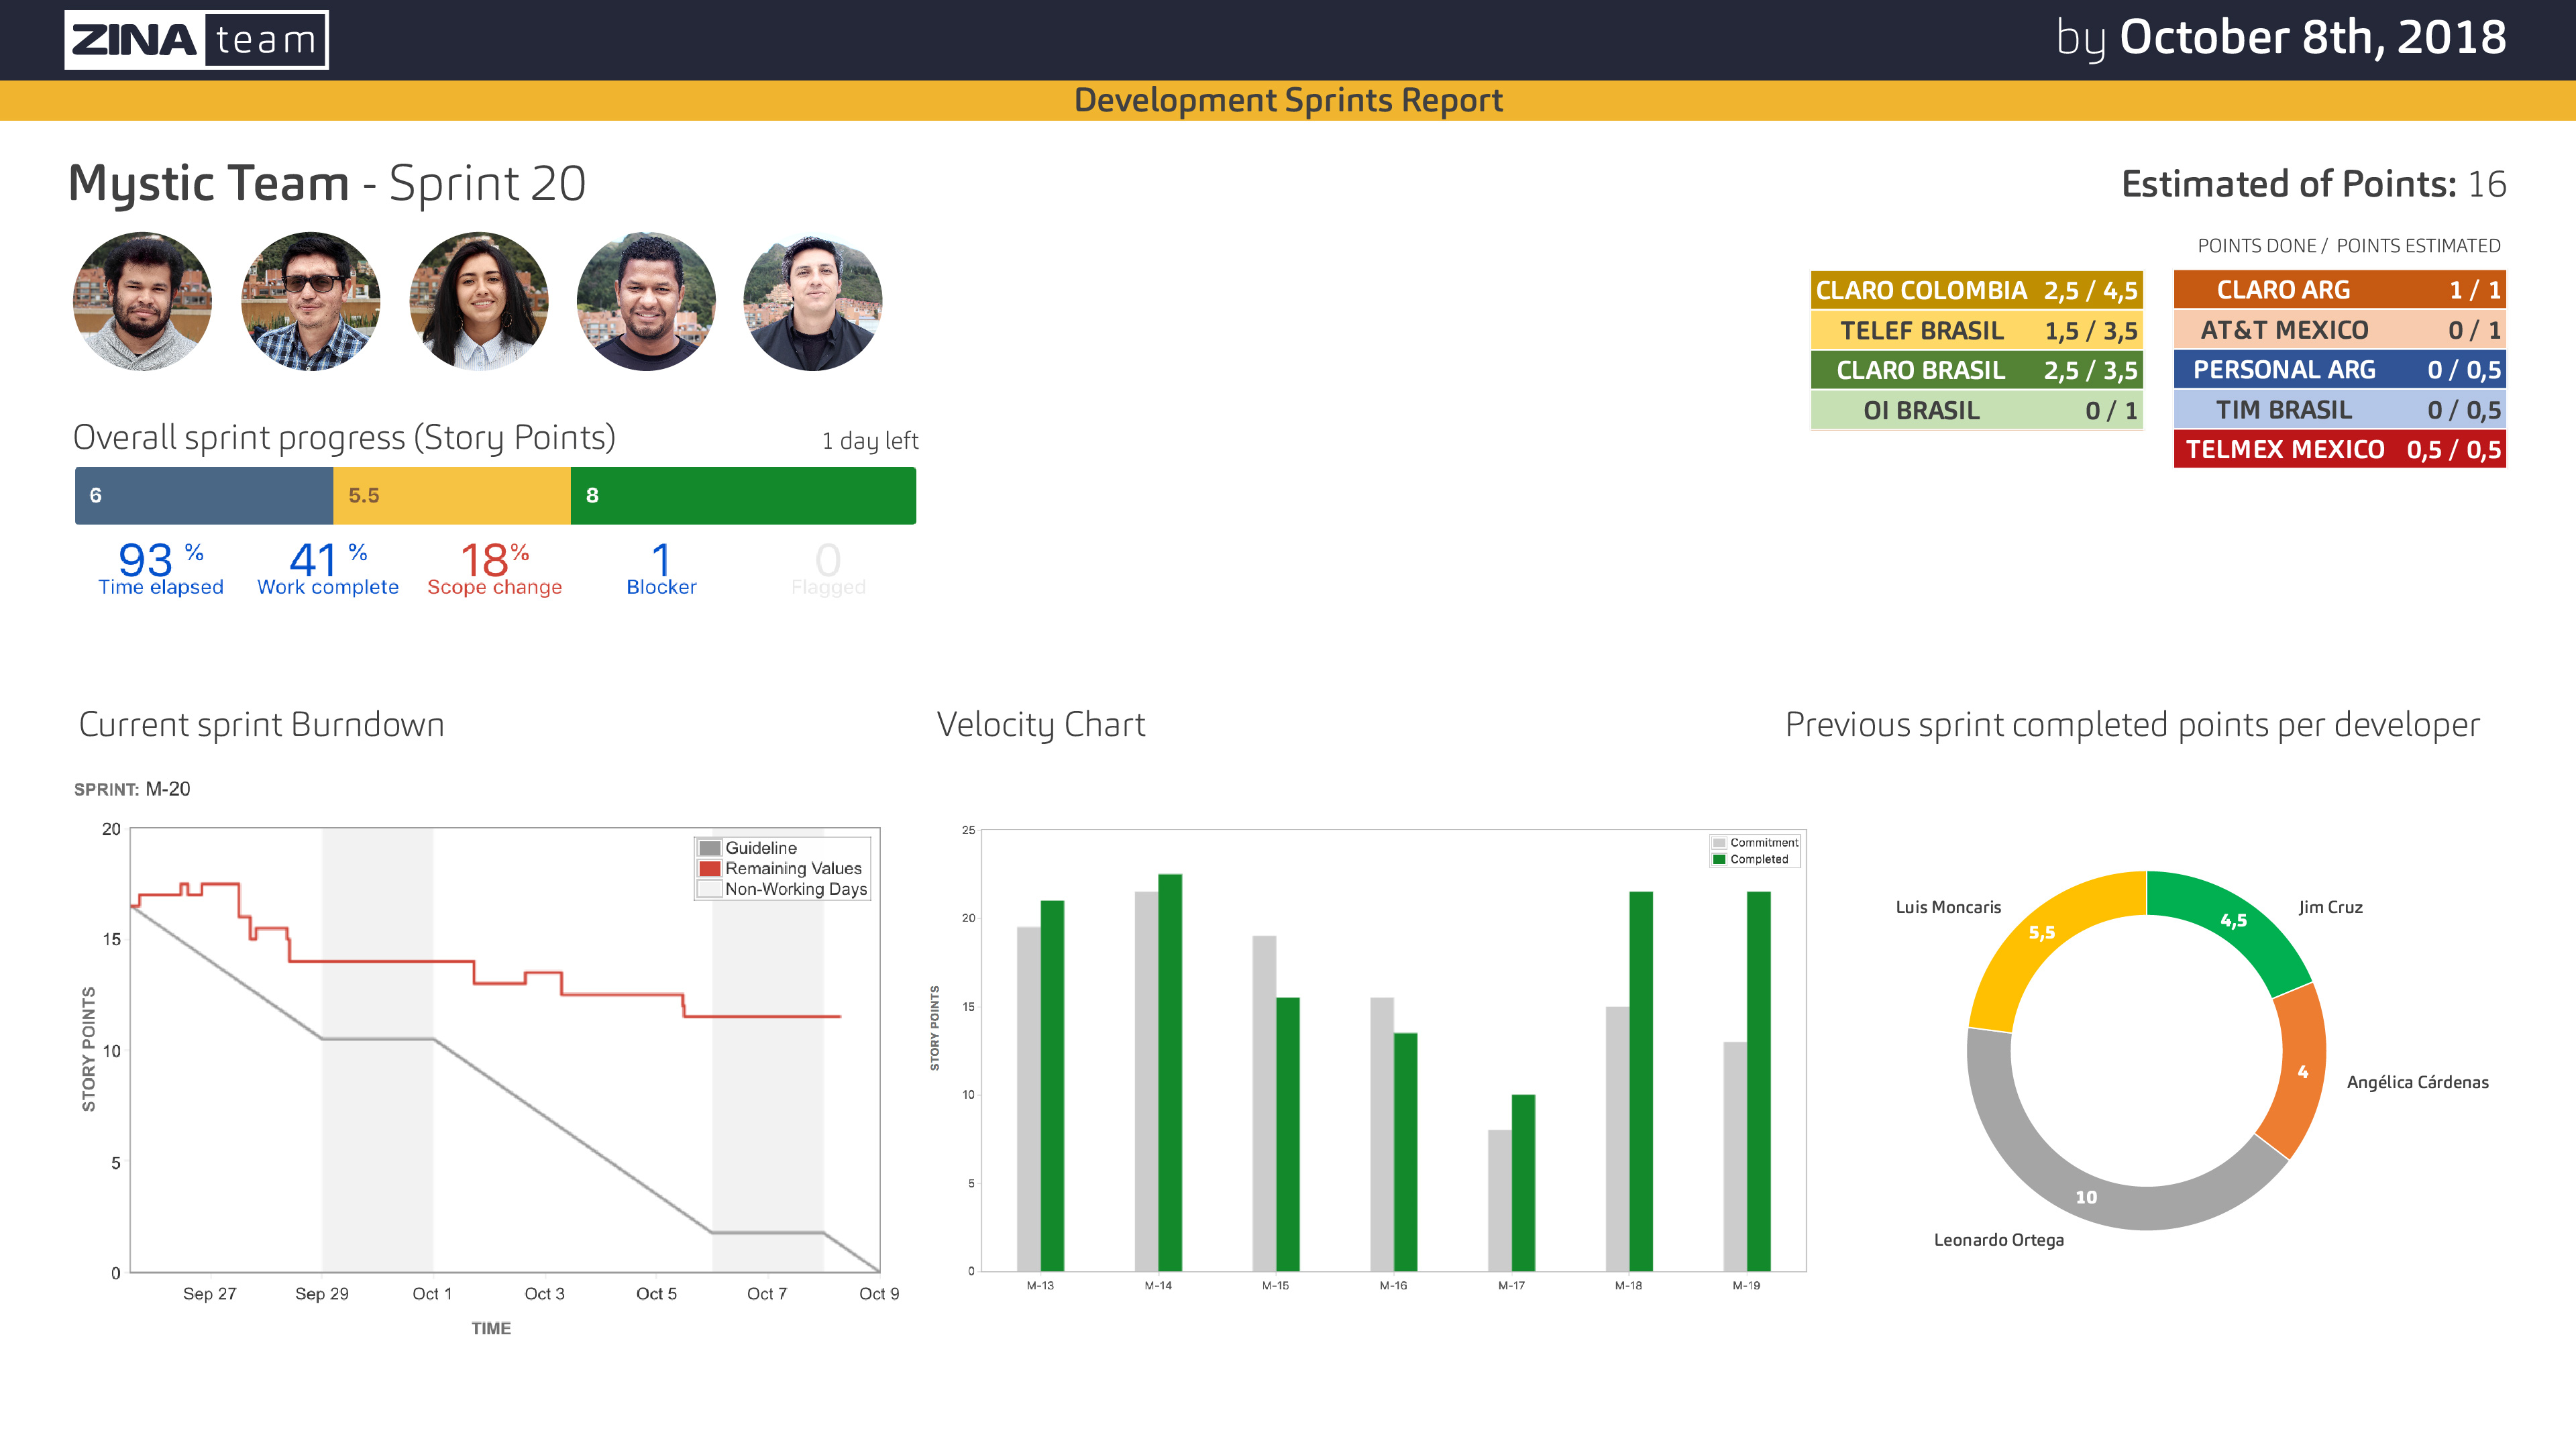 ZINA team
by October 8th, 2018
Development Sprints Report
Mystic Team - Sprint 20
Estimated of Points: 16
POINTS DONE / POINTS ESTIMATED
CLARO COLOMBIA 2,5 / 4,5
TELEF BRASIL 1,5 / 3,5
CLARO BRASIL 2,5 / 3,5
OI BRASIL 0 / 1
CLARO ARG 1 / 1
AT&T MEXICO 0 / 1
PERSONAL ARG 0 / 0,5
TIM BRASIL 0 / 0,5
TELMEX MEXICO 0,5 / 0,5
Overall sprint progress (Story Points) 1 day left
6 5.5 8
93 % 41 % 18% 1 0
Time elapsed Work complete Scope change Blocker Flagged
Current sprint Burndown
SPRINT: M-20
20
15
10
5
0
STORY POINTS
Guideline
Remaining Values
Non-Working Days
Sep 27 Sep 29 Oct 1 Oct 3 Oct 5 Oct 7 Oct 9
TIME
Velocity Chart
25
20
15
10
5
0
STORY POINTS
Commitment
Completed
M-13 M-14 M-15 M-16 M-17 M-18 M-19
Previous sprint completed points per developer
Luis Moncaris
5,5
4,5
Jim Cruz
4
Angélica Cárdenas
10
Leonardo Ortega